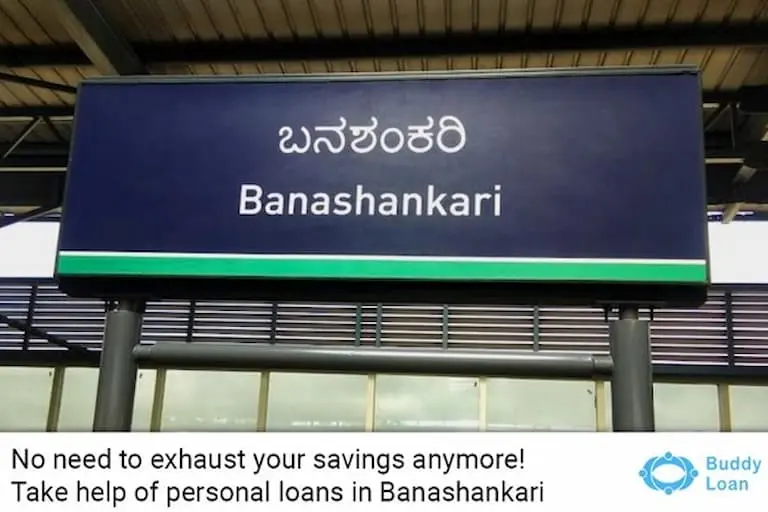 ಬನಶಂಕರಿ
Banashankari
No need to exhaust your savings anymore!
Take help of personal loans in Banashankari
Buddy
Loan